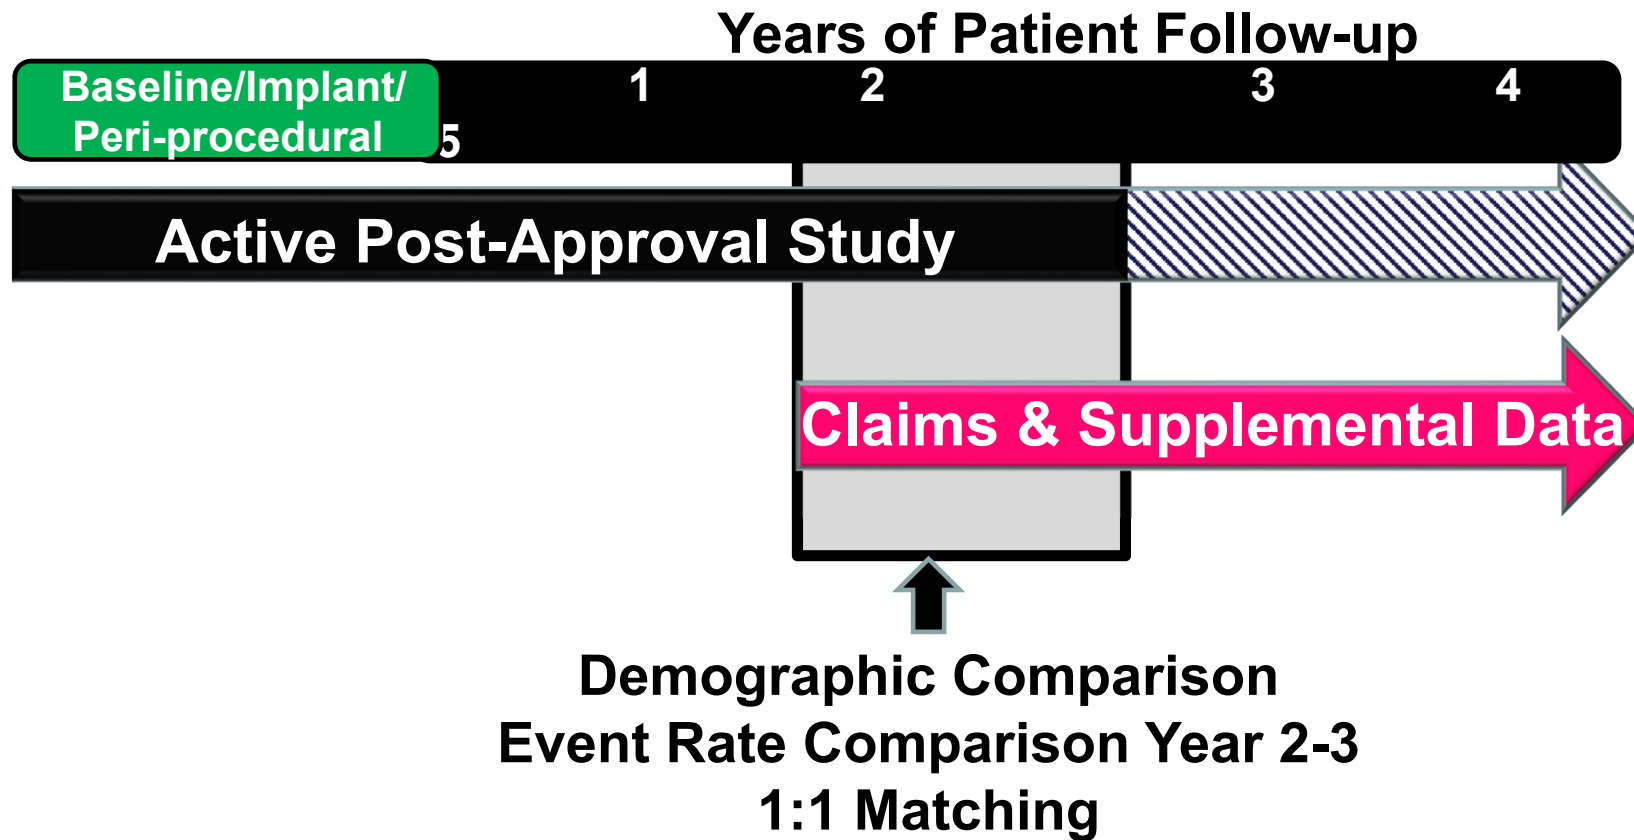 Years of Patient Follow-up
Baseline/Implant/
Peri-procedural
1 2 3 4
5
Active Post-Approval Study
Claims & Supplemental Data
Demographic Comparison
Event Rate Comparison Year 2-3
1:1 Matching